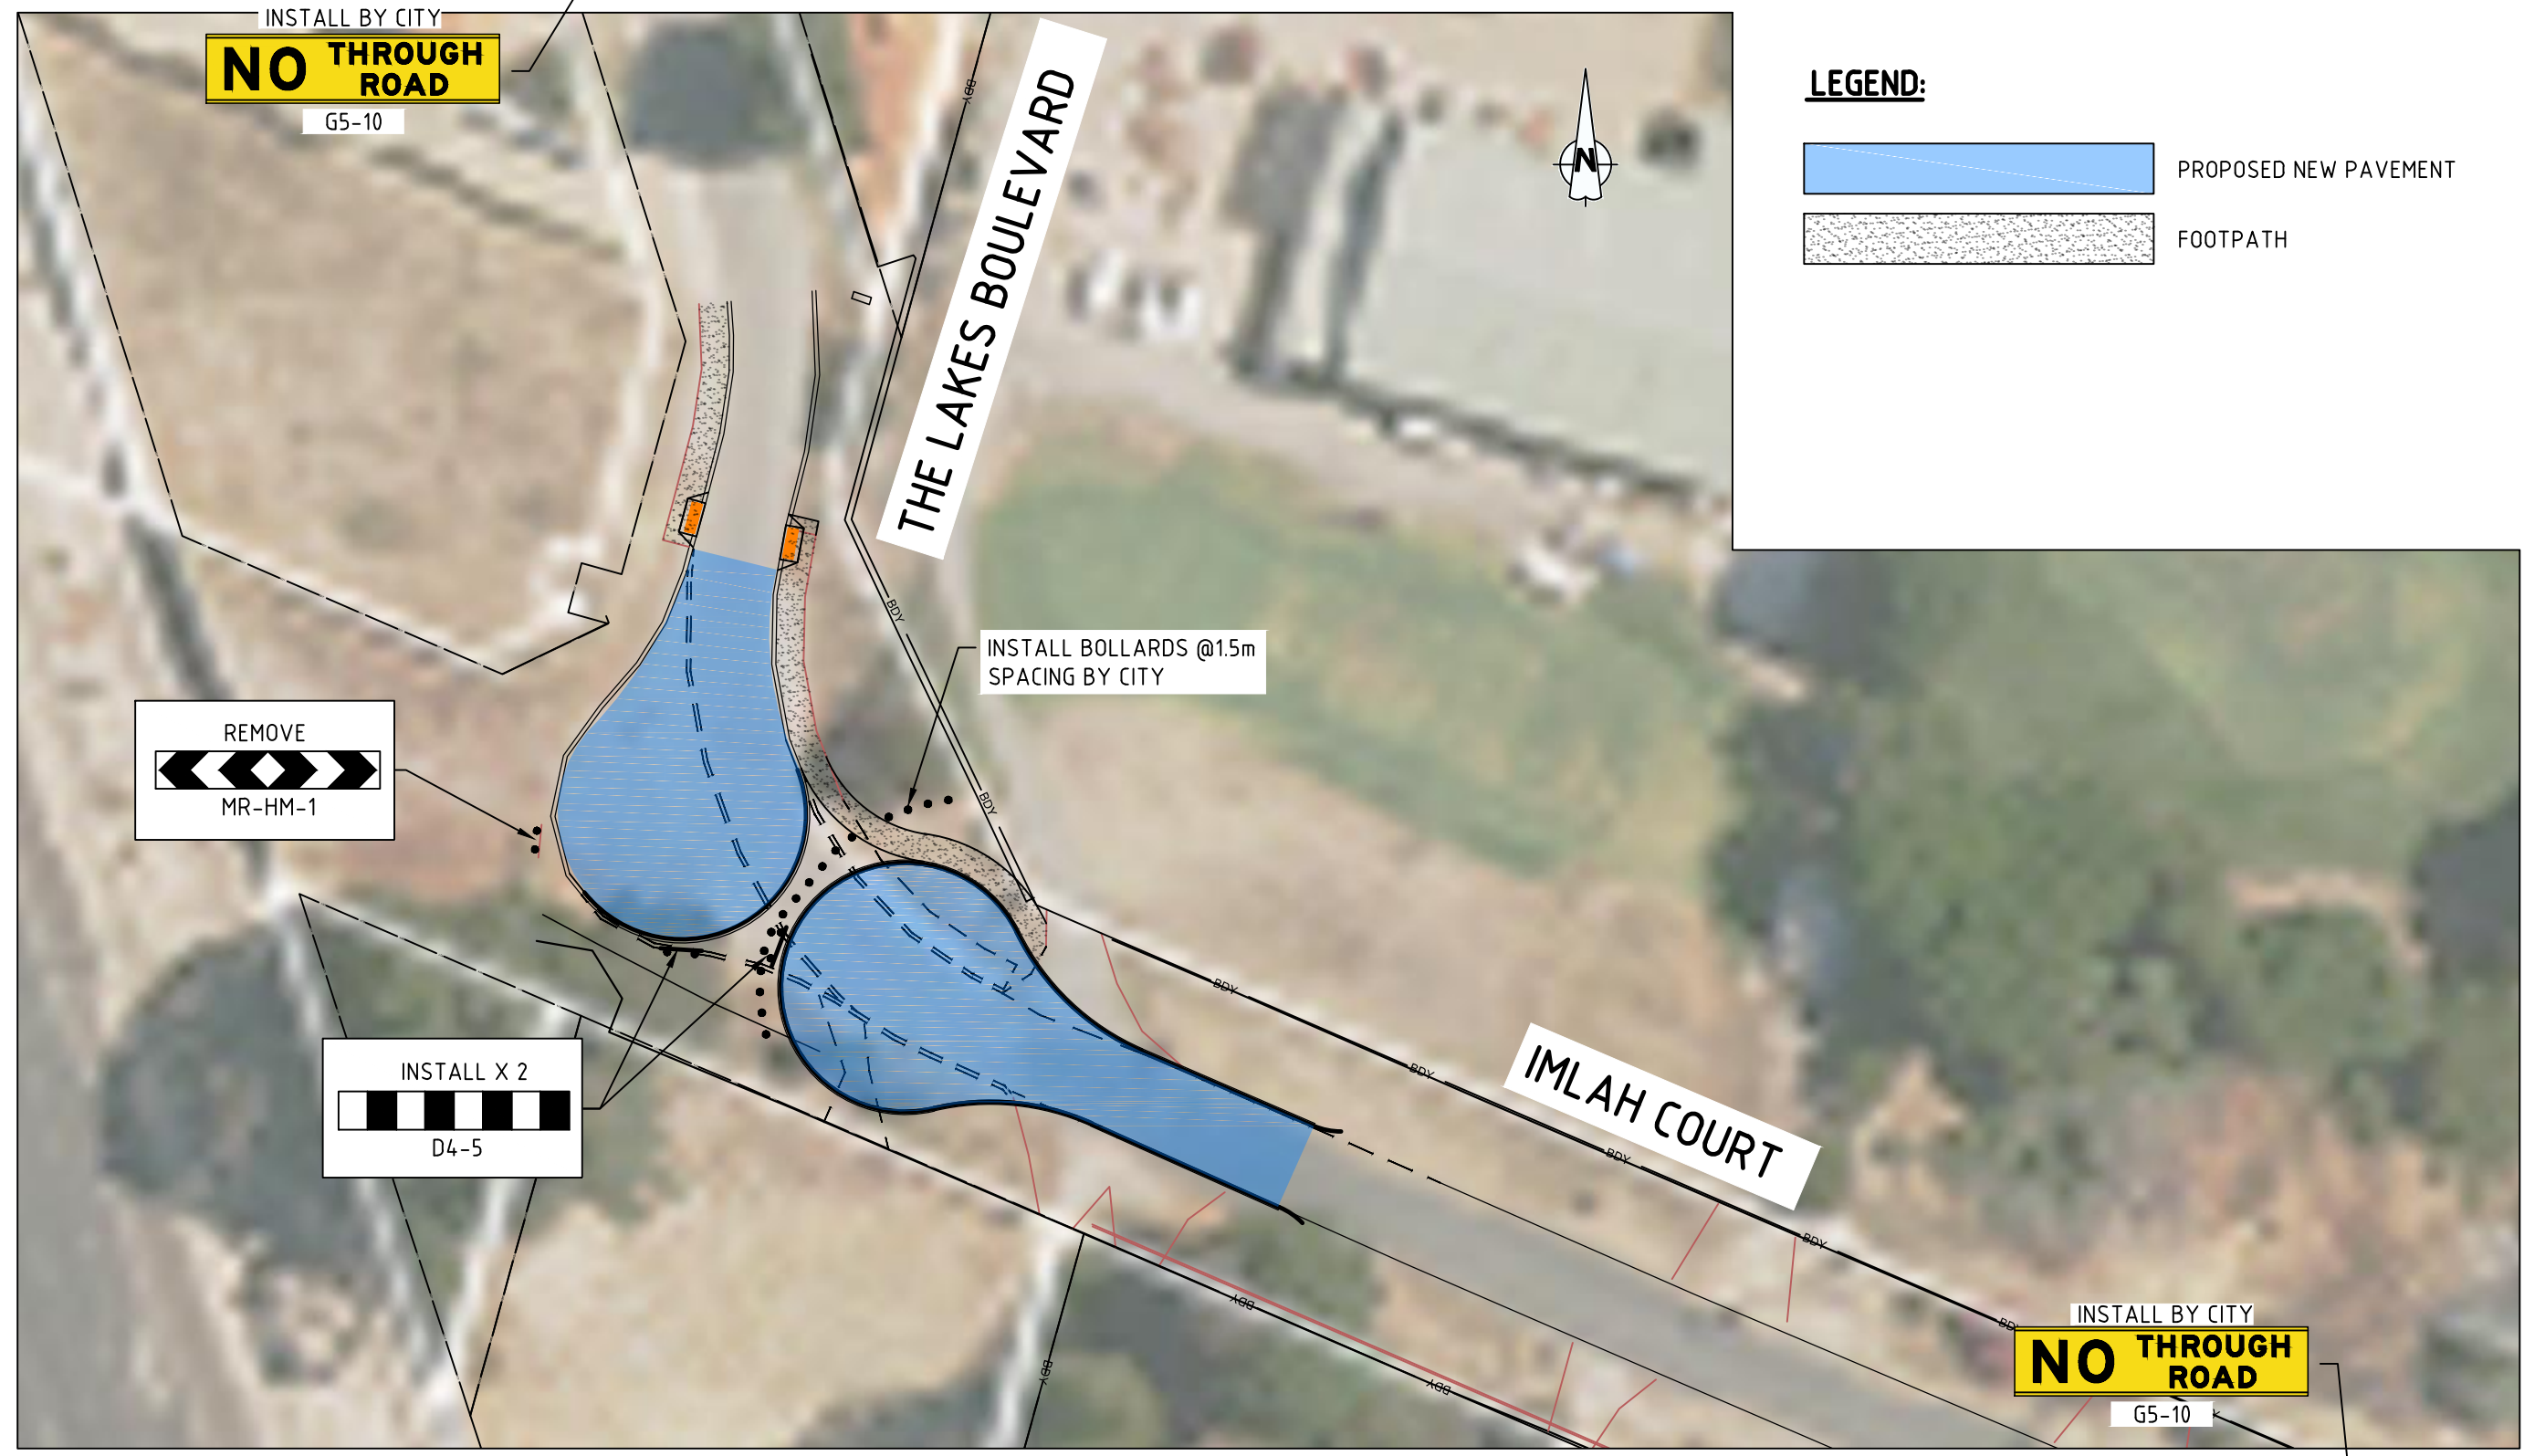 INSTALL BY CITY
NO THROUGH ROAD
G5-10
THE LAKES BOULEVARD
BDY
N
LEGEND:
PROPOSED NEW PAVEMENT
FOOTPATH
BDY
INSTALL BOLLARDS @1.5m
SPACING BY CITY
REMOVE
MR-HM-1
BDY
BDY
BDY
IMLAH COURT
BDY
BDY
INSTALL X 2
D4-5
BDY
BDY
BDY
INSTALL BY CITY
NO THROUGH ROAD
G5-10